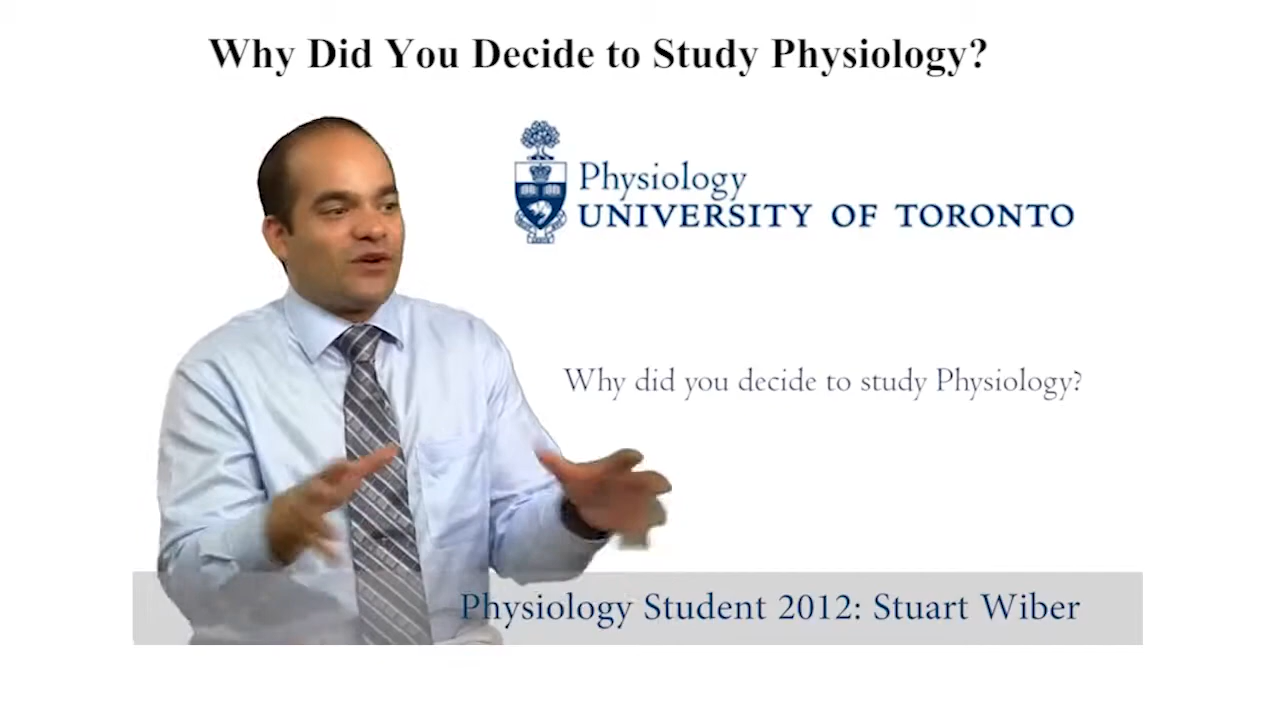 Why Did You Decide to Study Physiology?
Physiology
UNIVERSITY OF TORONTO
Why did you decide to study Physiology?
Physiology Student 2012: Stuart Wiber